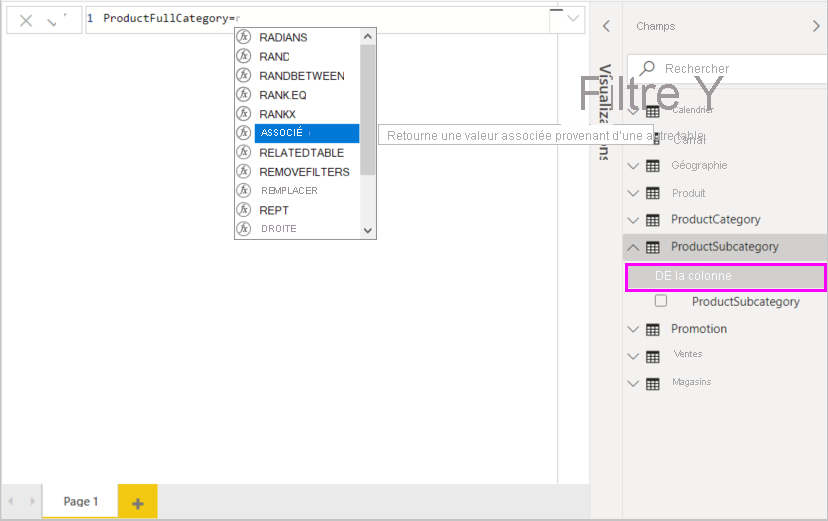 1 ProductFullCategory=r
RADIANS
RAND
RANDBETWEEN
RANK.EQ
RANKX
ASSOCIÉ
RELATEDTABLE
REMOVEFILTERS
REMPLACER
REPT
DROITE
Retourne une valeur associée provenant d'une autre table
Visualizations
Champs
Rechercher
Filtre Y
Calendrier
Canal
Géographie
Produit
ProductCategory
ProductSubcategory
DE la colonne
ProductSubcategory
Promotion
Ventes
Magasins
Page 1